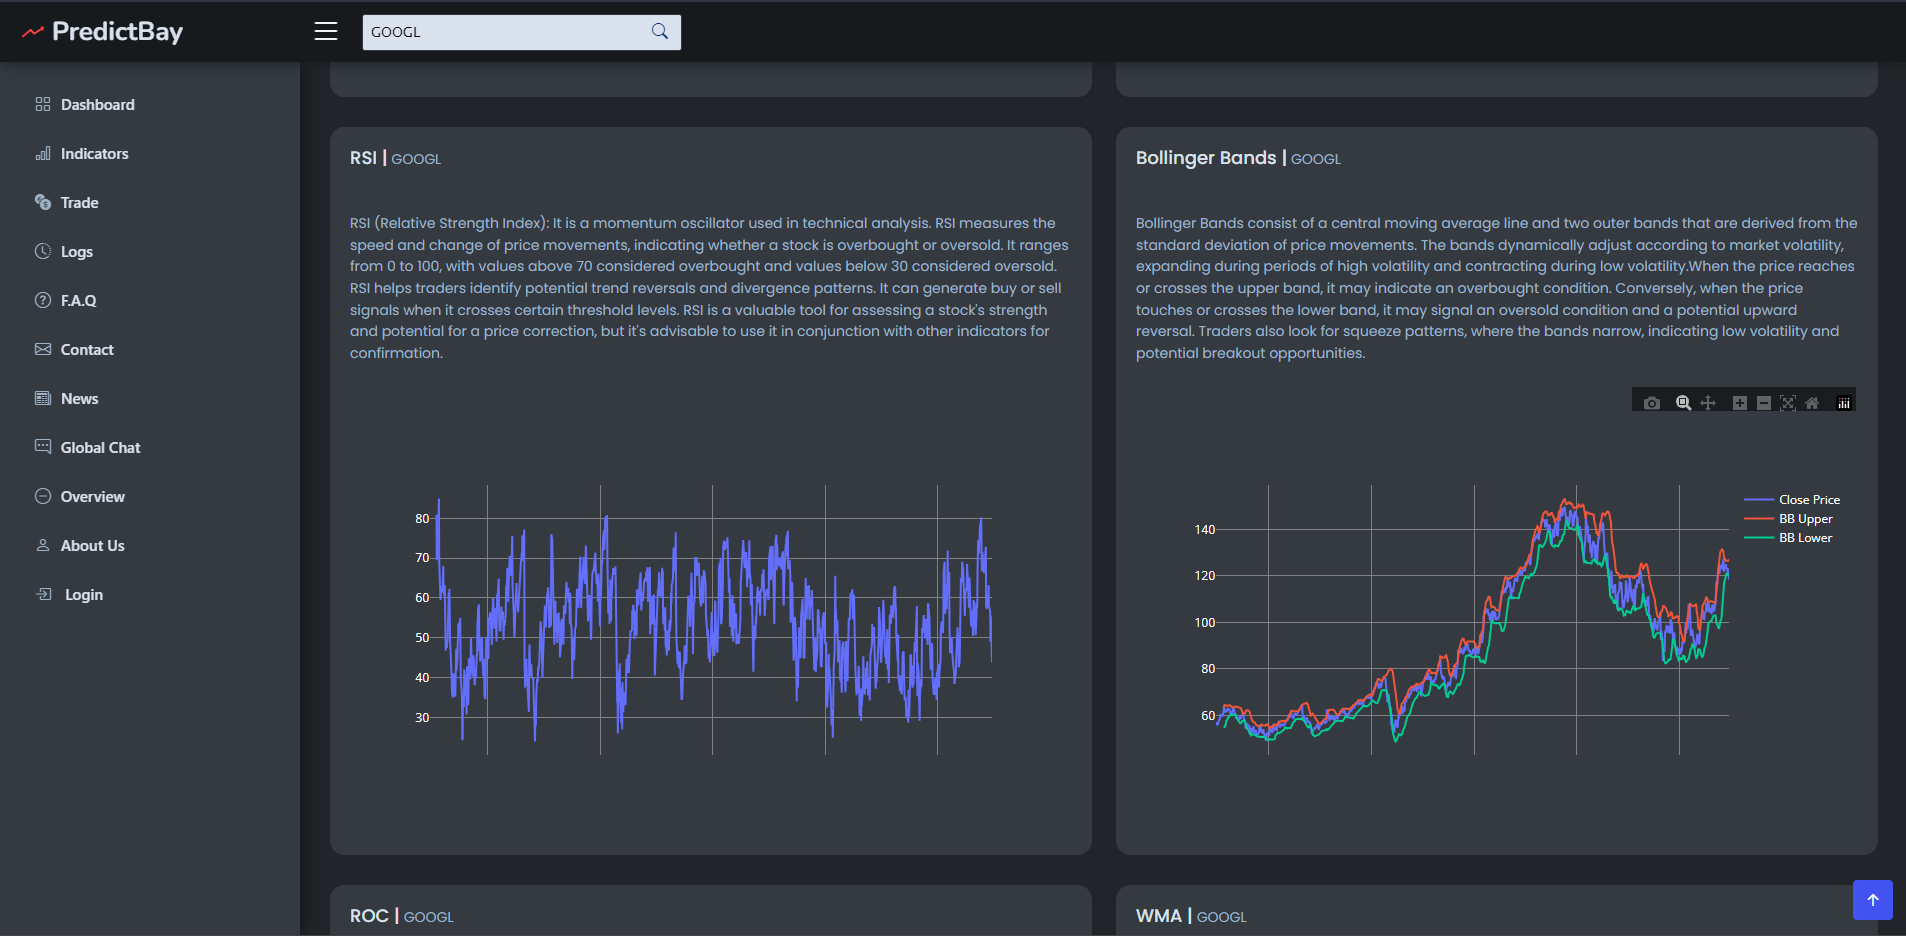 PredictBay
GOOGL
Dashboard
Indicators
Trade
Logs
F.A.Q
Contact
News
Global Chat
Overview
About Us
Login
RSI | GOOGL
RSI (Relative Strength Index): It is a momentum oscillator used in technical analysis. RSI measures the
speed and change of price movements, indicating whether a stock is overbought or oversold. It ranges
from 0 to 100, with values above 70 considered overbought and values below 30 considered oversold.
RSI helps traders identify potential trend reversals and divergence patterns. It can generate buy or sell
signals when it crosses certain threshold levels. RSI is a valuable tool for assessing a stock's strength
and potential for a price correction, but it's advisable to use it in conjunction with other indicators for
confirmation.
80
70
60
50
40
30
Bollinger Bands | GOOGL
Bollinger Bands consist of a central moving average line and two outer bands that are derived from the
standard deviation of price movements. The bands dynamically adjust according to market volatility,
expanding during periods of high volatility and contracting during low volatility.When the price reaches
or crosses the upper band, it may indicate an overbought condition. Conversely, when the price
touches or crosses the lower band, it may signal an oversold condition and a potential upward
reversal. Traders also look for squeeze patterns, where the bands narrow, indicating low volatility and
potential breakout opportunities.
140
120
100
80
60
Close Price
BB Upper
BB Lower
ROC | GOOGL
WMA | GOOGL